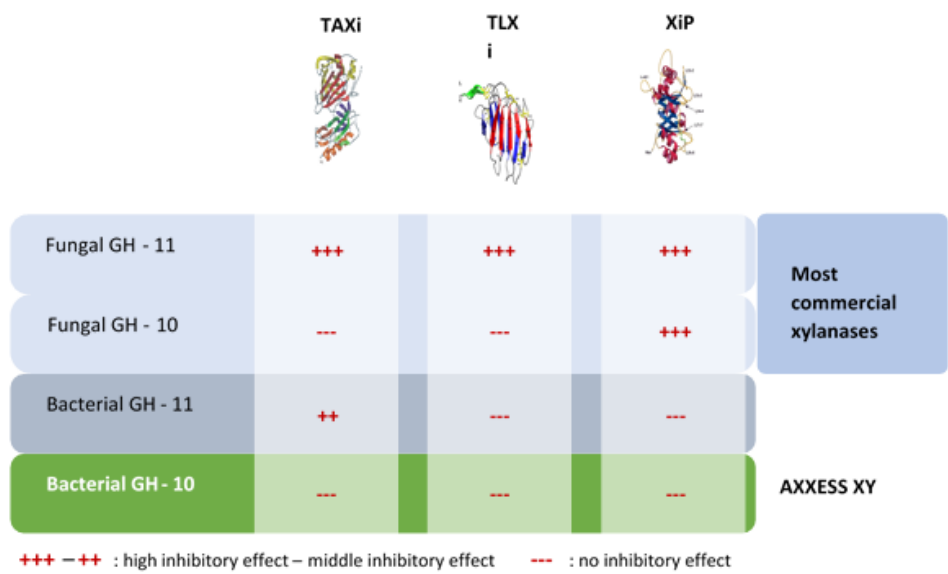 TAXi
TLX
i
XiP
Fungal GH - 11
+++
+++
+++
Fungal GH - 10
---
---
+++
Most
commercial
xylanases
Bacterial GH - 11
++
---
---
Bacterial GH - 10
---
---
---
AXXESS XY
+++ – ++ : high inhibitory effect – middle inhibitory effect --- : no inhibitory effect